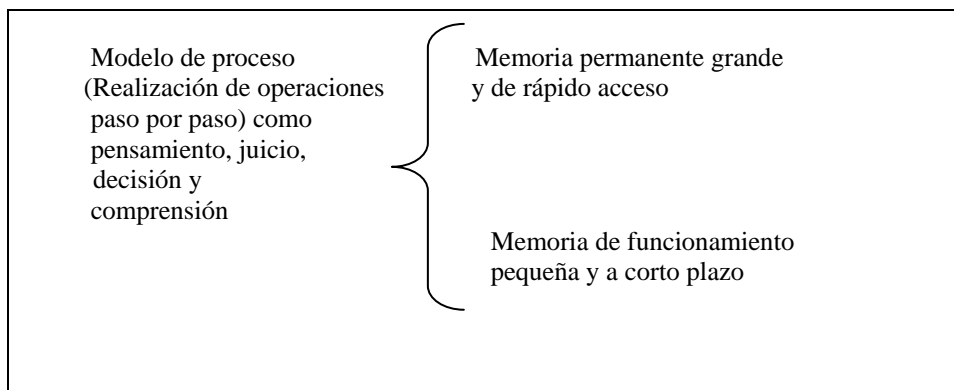 Modelo de proceso
(Realización de operaciones
paso por paso) como
pensamiento, juicio,
decisión y
comprensión
Memoria permanente grande
y de rápido acceso
Memoria de funcionamiento
pequeña y a corto plazo